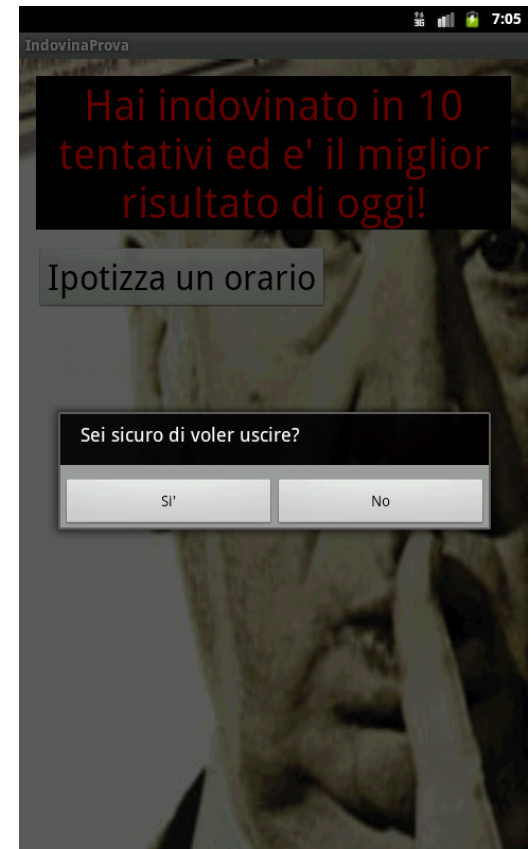 3G 7:05
IndovinaProva
Hai indovinato in 10
tentativi ed e' il miglior
risultato di oggi!
Ipotizza un orario
Sei sicuro di voler uscire?
Si' No